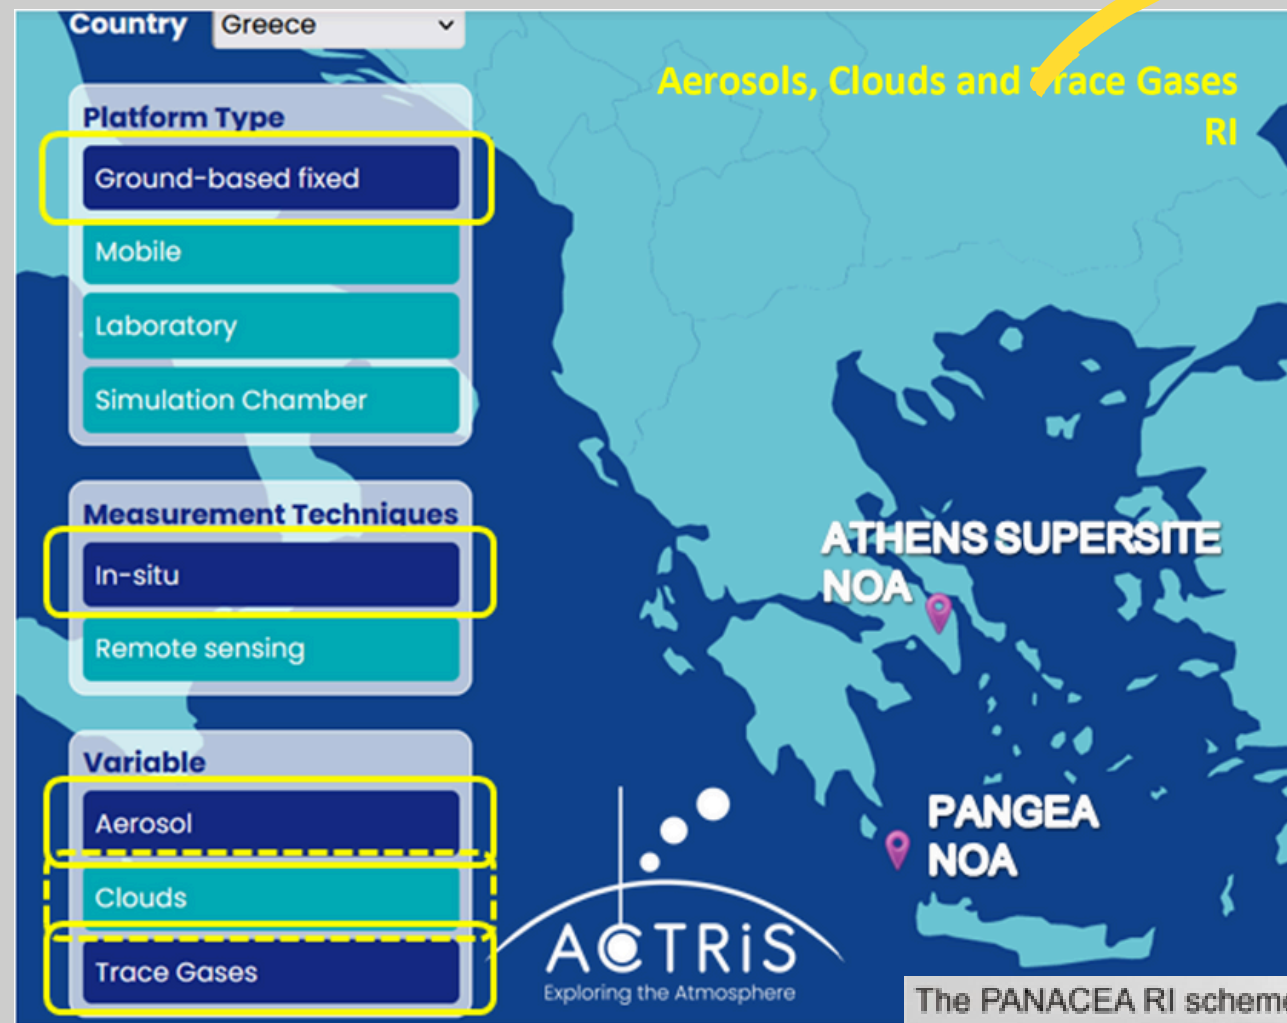 Country Greece
Aerosols, Clouds and Trace Gases
RI
Platform Type
Ground-based fixed
Mobile
Laboratory
Simulation Chamber
Measurement Techniques
In-situ
Remote sensing
Variable
Aerosol
Clouds
Trace Gases
ATHENS SUPERSITE
NOA
PANGEA
NOA
ACTRiS
Exploring the Atmosphere
The PANACEA RI scheme